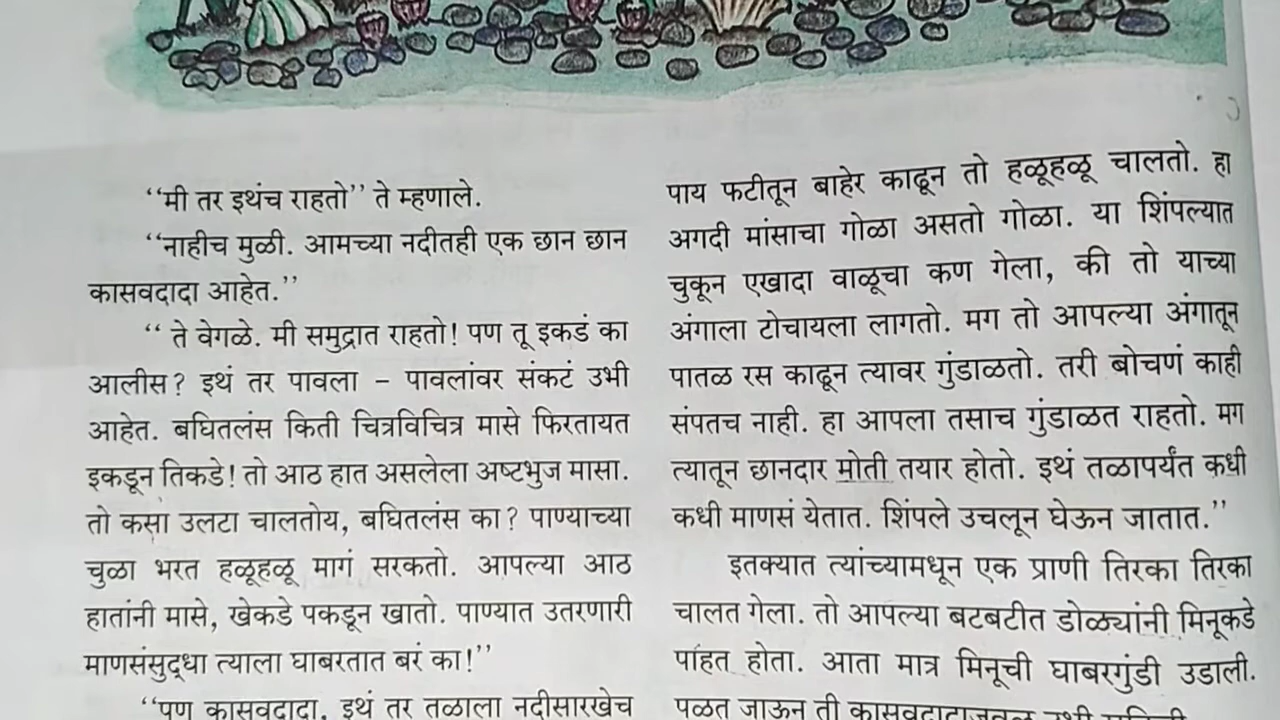 ‘‘मी तर इथंच राहतो’’ ते म्हणाले.
‘‘नाहीच मुळी. आमच्या नदीतही एक छान छान
कासवदादा आहेत.’’
‘‘ ते वेगळे. मी समुद्रात राहतो! पण तू इकडं का
आलीस? इथं तर पावला – पावलांवर संकटं उभी
आहेत. बघितलंस किती चित्रविचित्र मासे फिरतायत
इकडून तिकडे! तो आठ हात असलेला अष्टभुज मासा.
तो कसा उलटा चालतोय, बघितलंस का? पाण्याच्या
चुळा भरत हळूहळू मागं सरकतो. आपल्या आठ
हातांनी मासे, खेकडे पकडून खातो. पाण्यात उतरणारी
माणसंसुद्धा त्याला घाबरतात बरं का!’’
‘‘पण कासवदादा, इथं तर तळाला नदीसारखेच
पाय फटीतून बाहेर काढून तो हळूहळू चालतो. हा
अगदी मांसाचा गोळा असतो गोळा. या शिंपल्यात
चुकून एखादा वाळूचा कण गेला, की तो याच्या
अंगाला टोचायला लागतो. मग तो आपल्या अंगातून
पातळ रस काढून त्यावर गुंडाळतो. तरी बोचणं काही
संपतच नाही. हा आपला तसाच गुंडाळत राहतो. मग
त्यातून छानदार मोती तयार होतो. इथं तळापर्यंत कधी
कधी माणसं येतात. शिंपले उचलून घेऊन जातात.’’
इतक्यात त्यांच्यामधून एक प्राणी तिरका तिरका
चालत गेला. तो आपल्या बटबटीत डोळ्यांनी मिनूकडे
पाहत होता. आता मात्र मिनूची घाबरगुंडी उडाली.
पळत जाऊन ती कासवदादाजवळ उभी